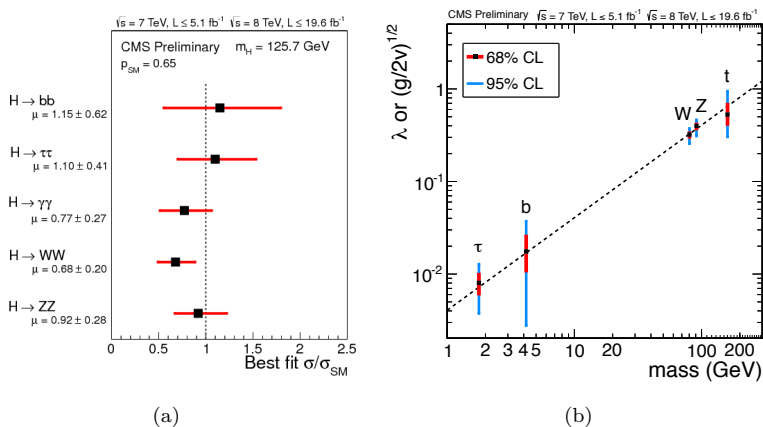 √s = 7 TeV, L ≤ 5.1 fb⁻¹ √s = 8 TeV, L ≤ 19.6 fb⁻¹
CMS Preliminary m_H = 125.7 GeV
p_SM = 0.65
H → bb
μ = 1.15 ± 0.62
H → ττ
μ = 1.10 ± 0.41
H → γγ
μ = 0.77 ± 0.27
H → WW
μ = 0.68 ± 0.20
H → ZZ
μ = 0.92 ± 0.28
0 0.5 1 1.5 2 2.5
Best fit σ/σ_SM
(a)
CMS Preliminary √s = 7 TeV, L ≤ 5.1 fb⁻¹ √s = 8 TeV, L ≤ 19.6 fb⁻¹
λ or (g/2v)^1/2
1
10⁻¹
10⁻²
68% CL
95% CL
t
W Z
b
τ
1 2 3 4 5 10 20 100 200
mass (GeV)
(b)